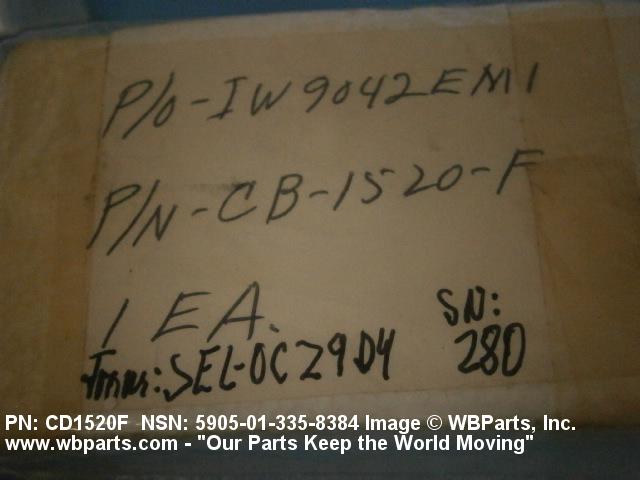 P/O-IW9042EM1
P/N-CB-1520-F
1 EA.
SEL-OCZ9D4
SN:
280
PN: CD1520F NSN: 5905-01-335-8384 Image © WBParts, Inc.
www.wbparts.com - "Our Parts Keep the World Moving"